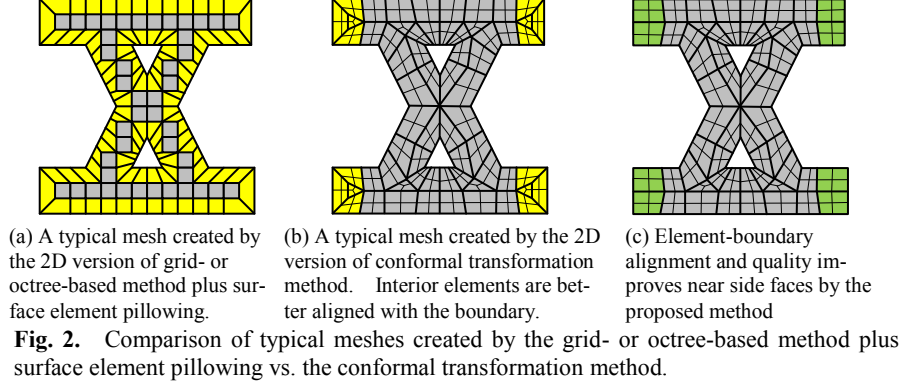 (a) A typical mesh created by
the 2D version of grid- or
octree-based method plus sur-
face element pillowing.
(b) A typical mesh created by the 2D
version of conformal transformation
method. Interior elements are bet-
ter aligned with the boundary.
(c) Element-boundary
alignment and quality im-
proves near side faces by the
proposed method
Fig. 2. Comparison of typical meshes created by the grid- or octree-based method plus
surface element pillowing vs. the conformal transformation method.